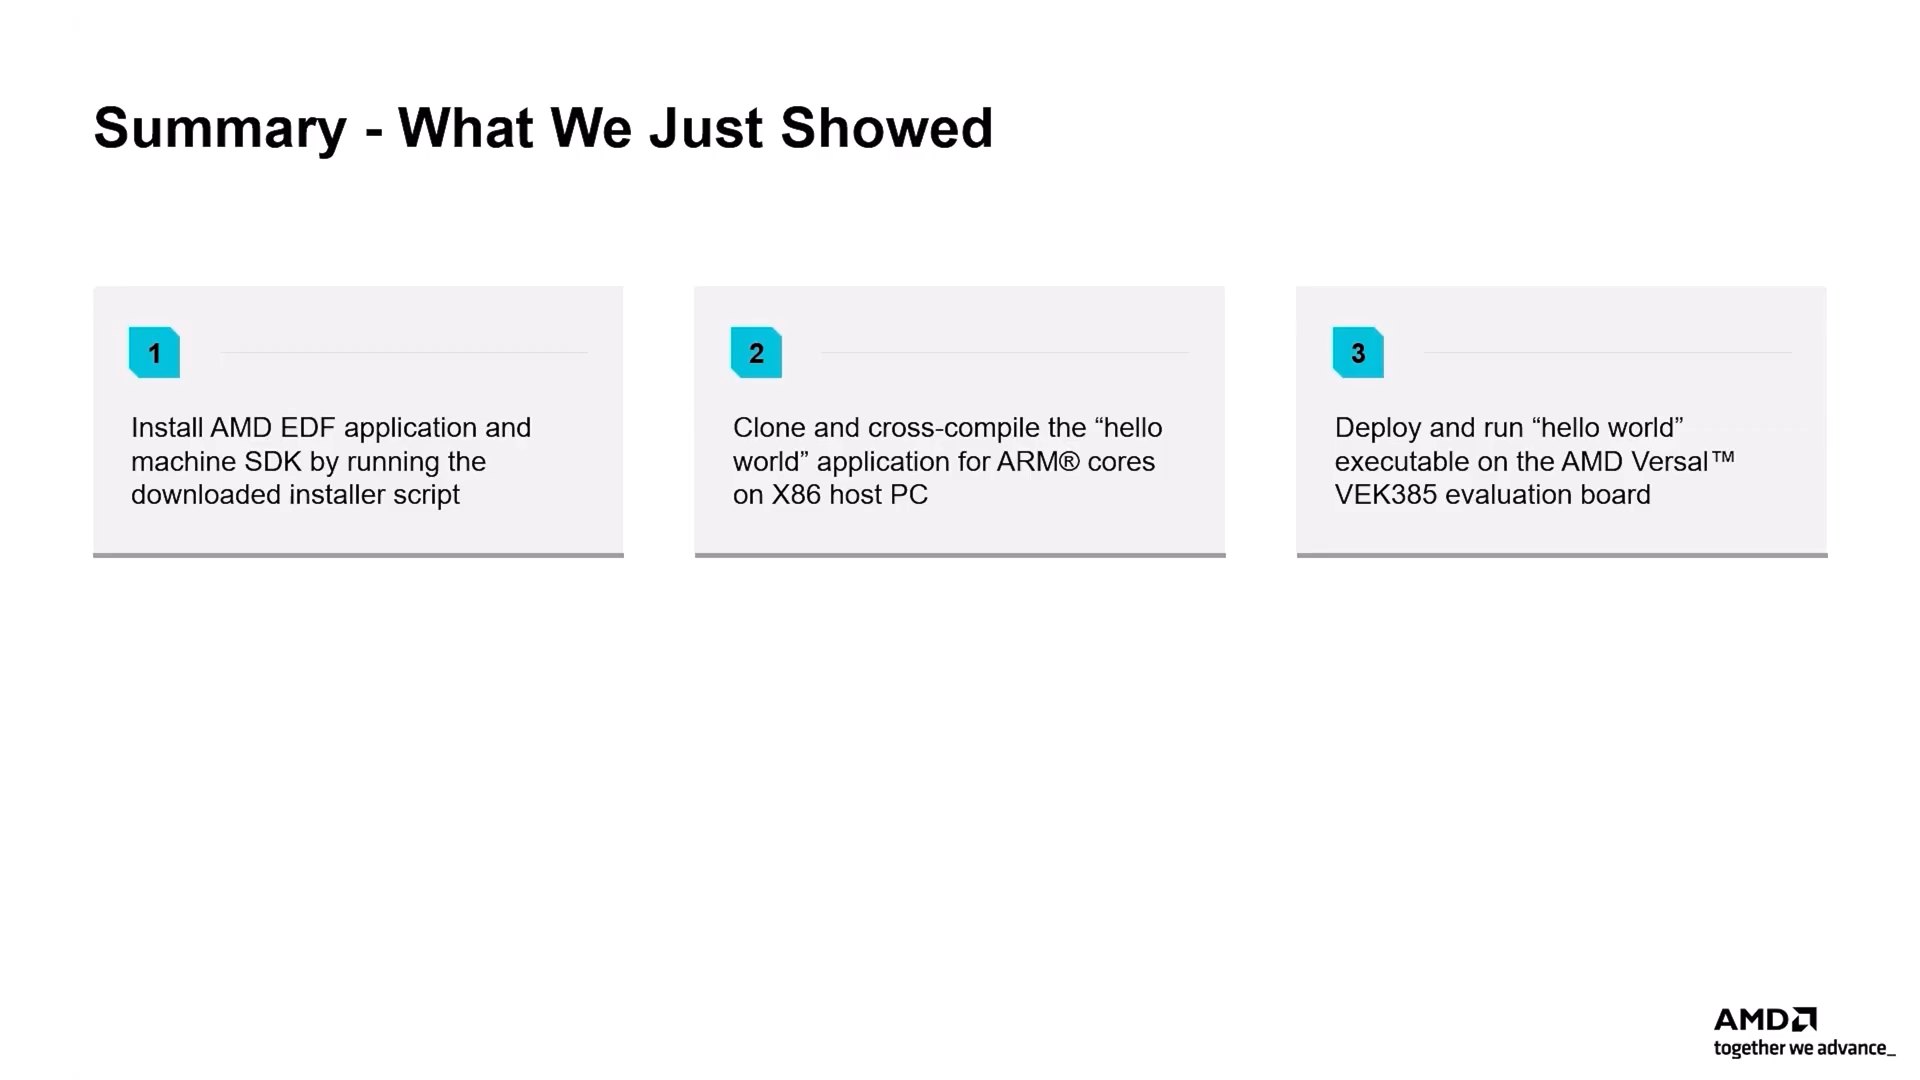 Summary - What We Just Showed
1
Install AMD EDF application and
machine SDK by running the
downloaded installer script
2
Clone and cross-compile the “hello
world” application for ARM® cores
on X86 host PC
3
Deploy and run “hello world”
executable on the AMD Versal™
VEK385 evaluation board
AMD
together we advance_